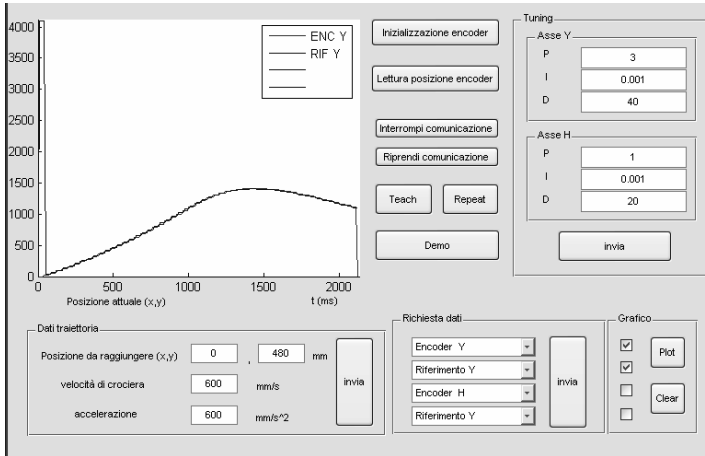 4000
3500
3000
2500
2000
1500
1000
500
0
0 500 1000 1500 2000
Posizione attuale (x,y) t (ms)
ENC Y
RIF Y
Inizializzazione encoder
Lettura posizione encoder
Interrompi comunicazione
Riprendi comunicazione
Teach Repeat
Demo
Tuning
Asse Y
P 3
I 0.001
D 40
Asse H
P 1
I 0.001
D 20
invia
Dati traiettoria
Posizione da raggiungere (x,y) 0 , 480 mm
velocità di crociera 600 mm/s
accelerazione 600 mm/s^2
invia
Richiesta dati
Encoder Y
Riferimento Y
Encoder H
Riferimento Y
invia
Grafico
Plot
Clear